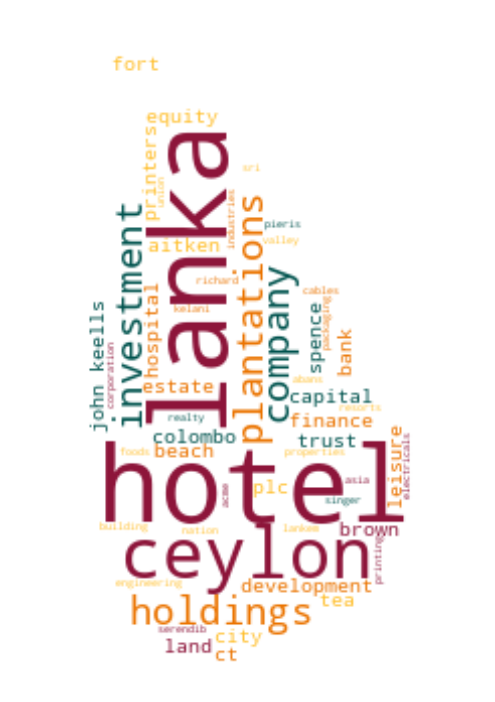 fort
equity
printers
union
lanka
sri
industries
plantations
investment
pieris
valley
aitken
company
richard
hospital
kelani
cables
packaging
spence
john keells
corporation
bank
estate
abans
capital
resorts
realty
finance
colombo
trust
foods
beach
properties
leisure
electricals
hotel
plc
asia
acme
singer
building
nation
lankem
brown
ceylon
printing
engineering
development
tea
holdings
serendib
city
land
ct